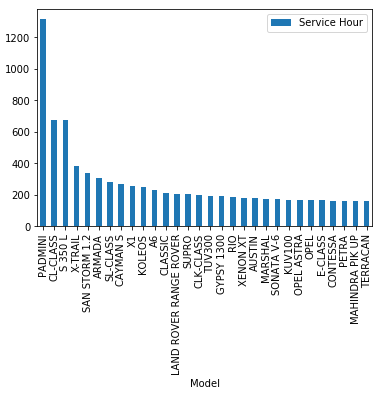 Service Hour
1200
1000
800
600
400
200
0
PADMINI
CL-CLASS
S 350 L
X-TRAIL
SAN STORM 1.2
ARMADA
SL-CLASS
CAYMAN S
X1
KOLEOS
A6
CLASSIC
LAND ROVER RANGE ROVER
SUPRO
CLK-CLASS
TUV300
GYPSY 1300
RIO
XENON XT
AUSTIN
MARSHAL
SONATA V-6
KUV100
OPEL ASTRA
OPEL
E-CLASS
CONTESSA
PETRA
MAHINDRA PIK UP
TERRACAN
Model